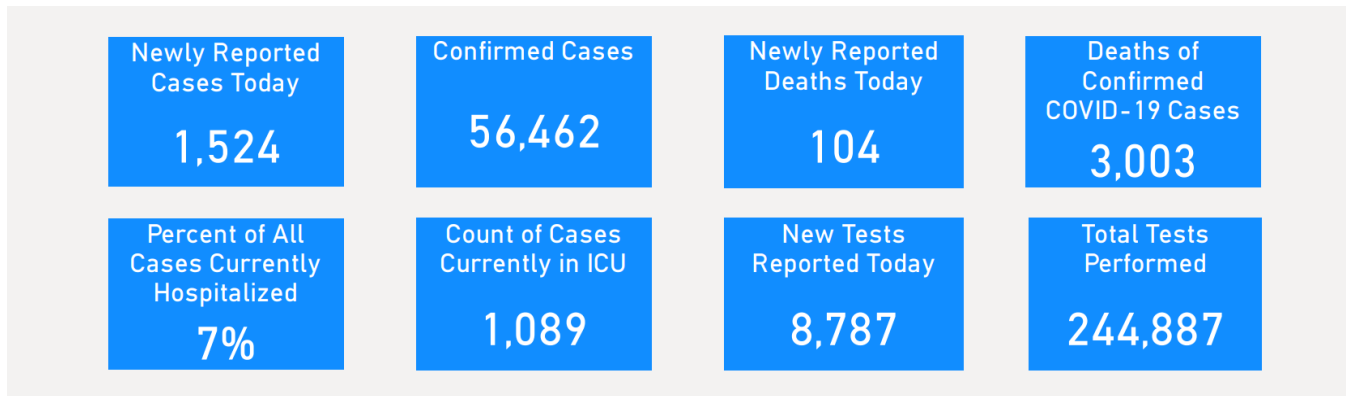 Newly Reported
Cases Today
1,524
Confirmed Cases
56,462
Newly Reported
Deaths Today
104
Deaths of
Confirmed
COVID-19 Cases
3,003
Percent of All
Cases Currently
Hospitalized
7%
Count of Cases
Currently in ICU
1,089
New Tests
Reported Today
8,787
Total Tests
Performed
244,887